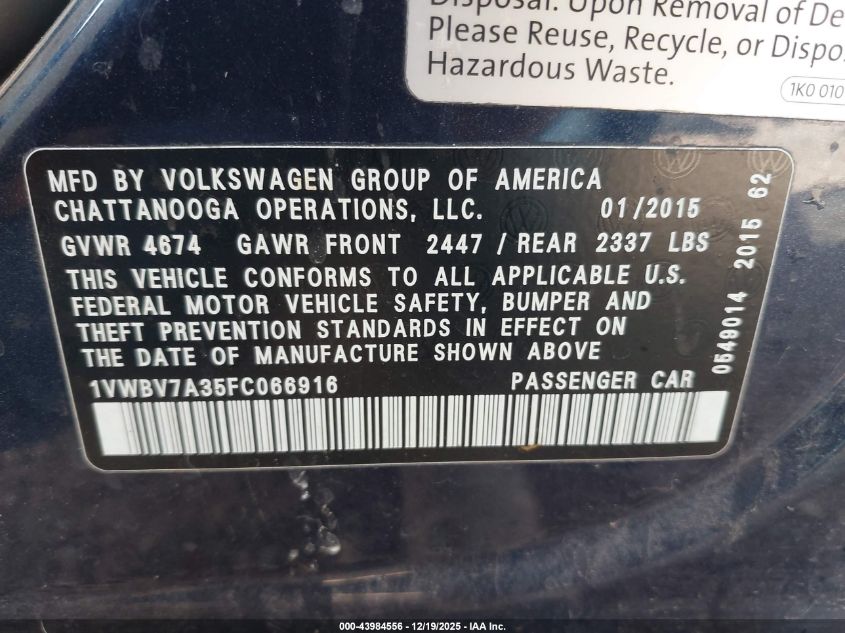 Disposal. Upon Removal of De
Please Reuse, Recycle, or Dispo
Hazardous Waste.
1K0 010
MFD BY VOLKSWAGEN GROUP OF AMERICA
CHATTANOOGA OPERATIONS, LLC. 01/2015
GVWR 4674 GAWR FRONT 2447 / REAR 2337 LBS
THIS VEHICLE CONFORMS TO ALL APPLICABLE U.S.
FEDERAL MOTOR VEHICLE SAFETY, BUMPER AND
THEFT PREVENTION STANDARDS IN EFFECT ON
THE DATE OF MANUFACTURE SHOWN ABOVE
1VWBV7A35FC066916 PASSENGER CAR
0549014 2015 62
000-43984556 - 12/19/2025 - IAA Inc.